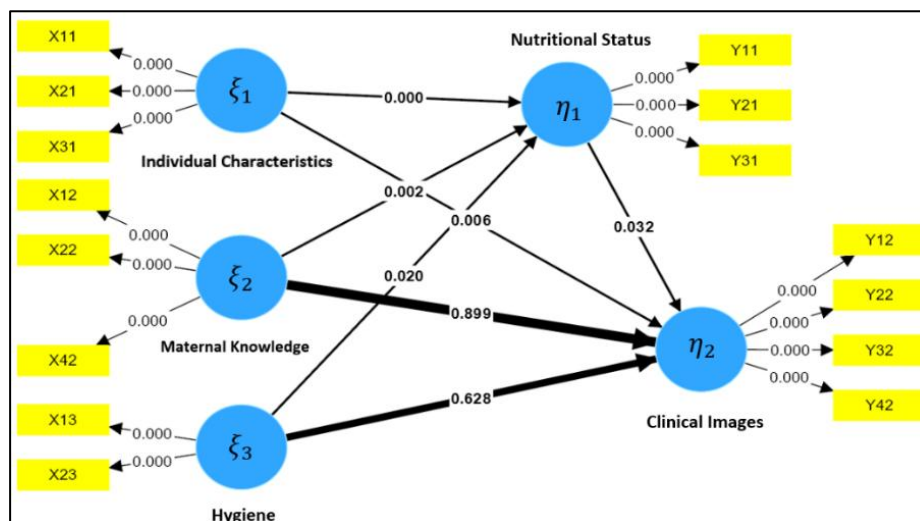 Nutritional Status
X11
0.000
X21
0.000
X31
0.000
ξ₁
Individual Characteristics
0.000
η₁
0.000
Y11
0.000
Y21
0.000
Y31
X12
0.000
X22
0.000
X42
0.000
ξ₂
Maternal Knowledge
0.002
0.006
0.032
0.020
0.899
0.628
η₂
Clinical Images
0.000
Y12
0.000
Y22
0.000
Y32
0.000
Y42
X13
0.000
X23
0.000
ξ₃
Hygiene